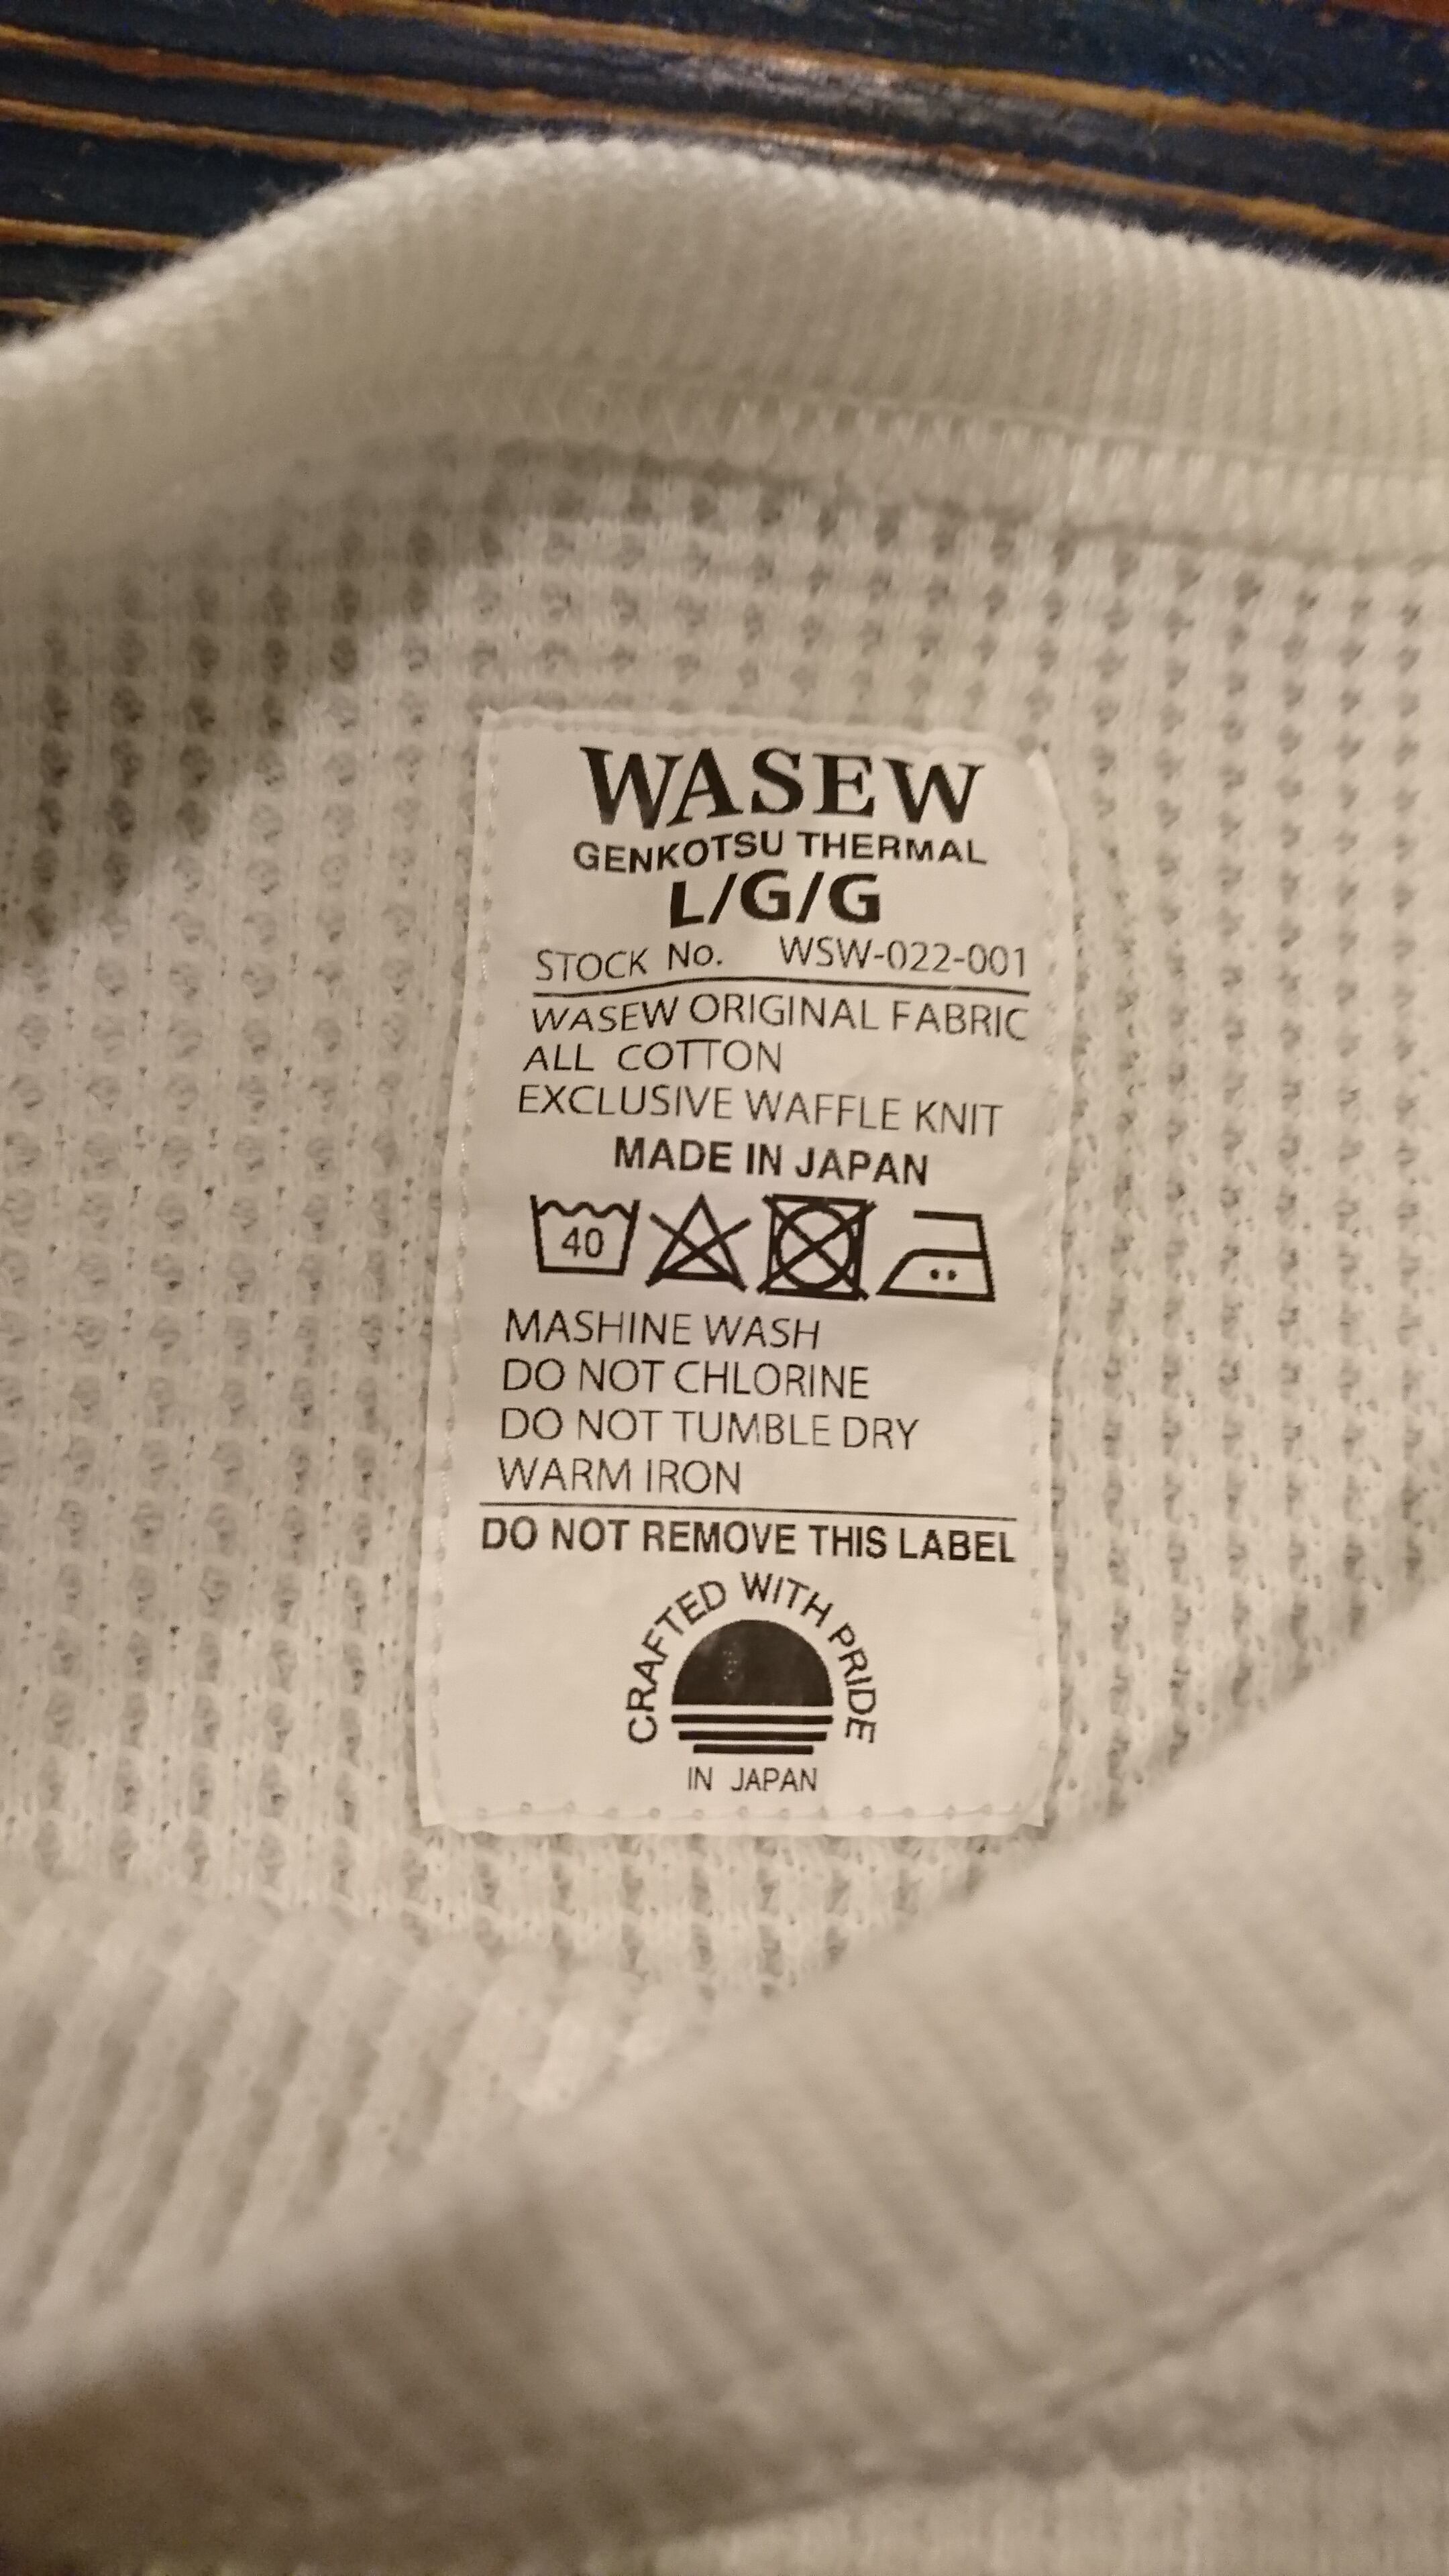 WASEW
GENKOTSU THERMAL
L/G/G
STOCK No. WSW-022-001
WASEW ORIGINAL FABRIC
ALL COTTON
EXCLUSIVE WAFFLE KNIT
MADE IN JAPAN
40
MASHINE WASH
DO NOT CHLORINE
DO NOT TUMBLE DRY
WARM IRON
DO NOT REMOVE THIS LABEL
CRAFTED WITH PRIDE
IN JAPAN